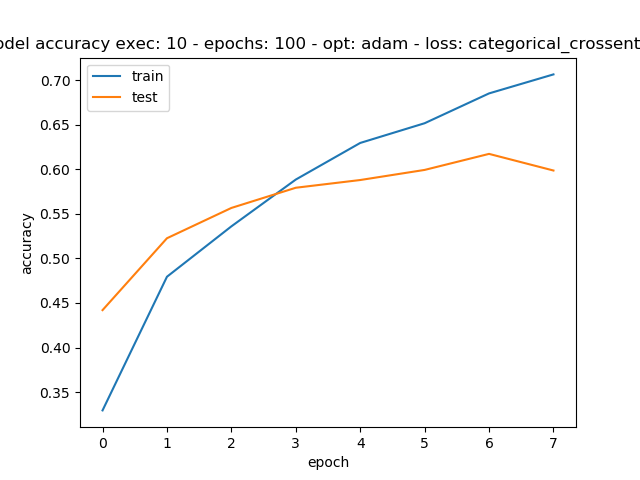 odel accuracy exec: 10 - epochs: 100 - opt: adam - loss: categorical_crossent
train
test
0.70
0.65
0.60
0.55
0.50
0.45
0.40
0.35
accuracy
0 1 2 3 4 5 6 7
epoch